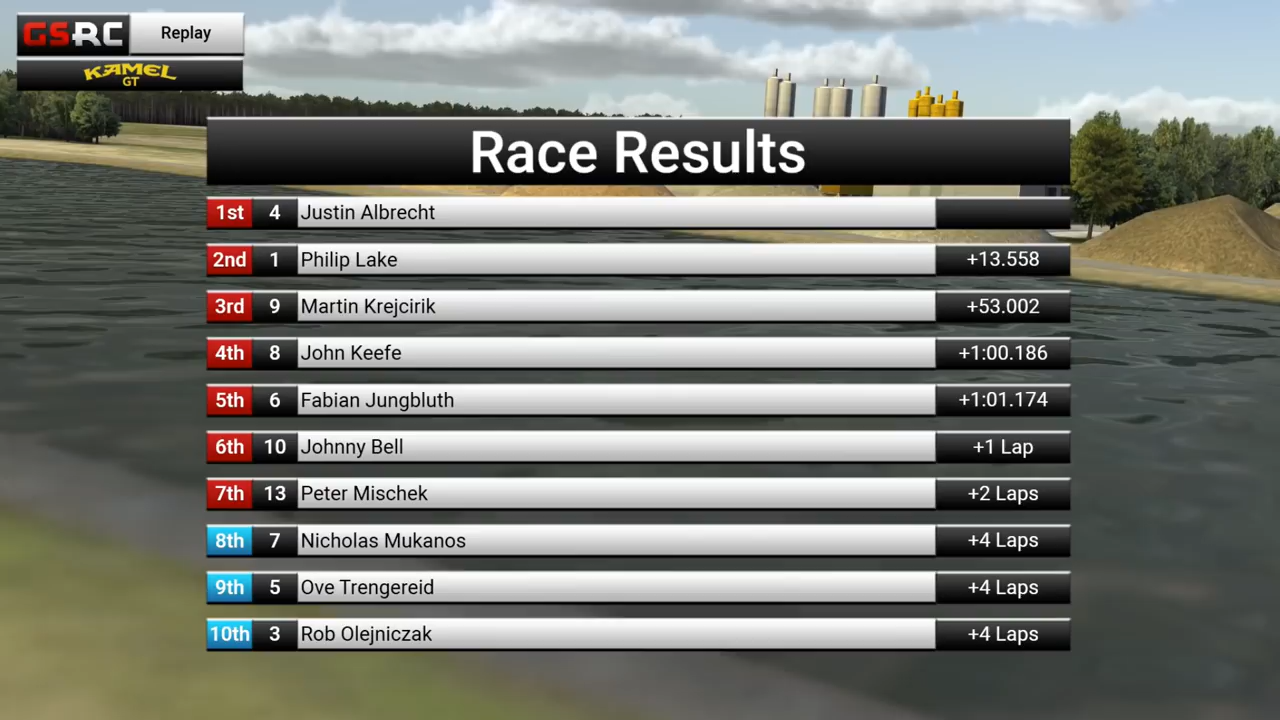 GSRC Replay
KAMEL
GT
Race Results
1st 4 Justin Albrecht
2nd 1 Philip Lake +13.558
3rd 9 Martin Krejcirik +53.002
4th 8 John Keefe +1:00.186
5th 6 Fabian Jungbluth +1:01.174
6th 10 Johnny Bell +1 Lap
7th 13 Peter Mischek +2 Laps
8th 7 Nicholas Mukanos +4 Laps
9th 5 Ove Trengereid +4 Laps
10th 3 Rob Olejniczak +4 Laps